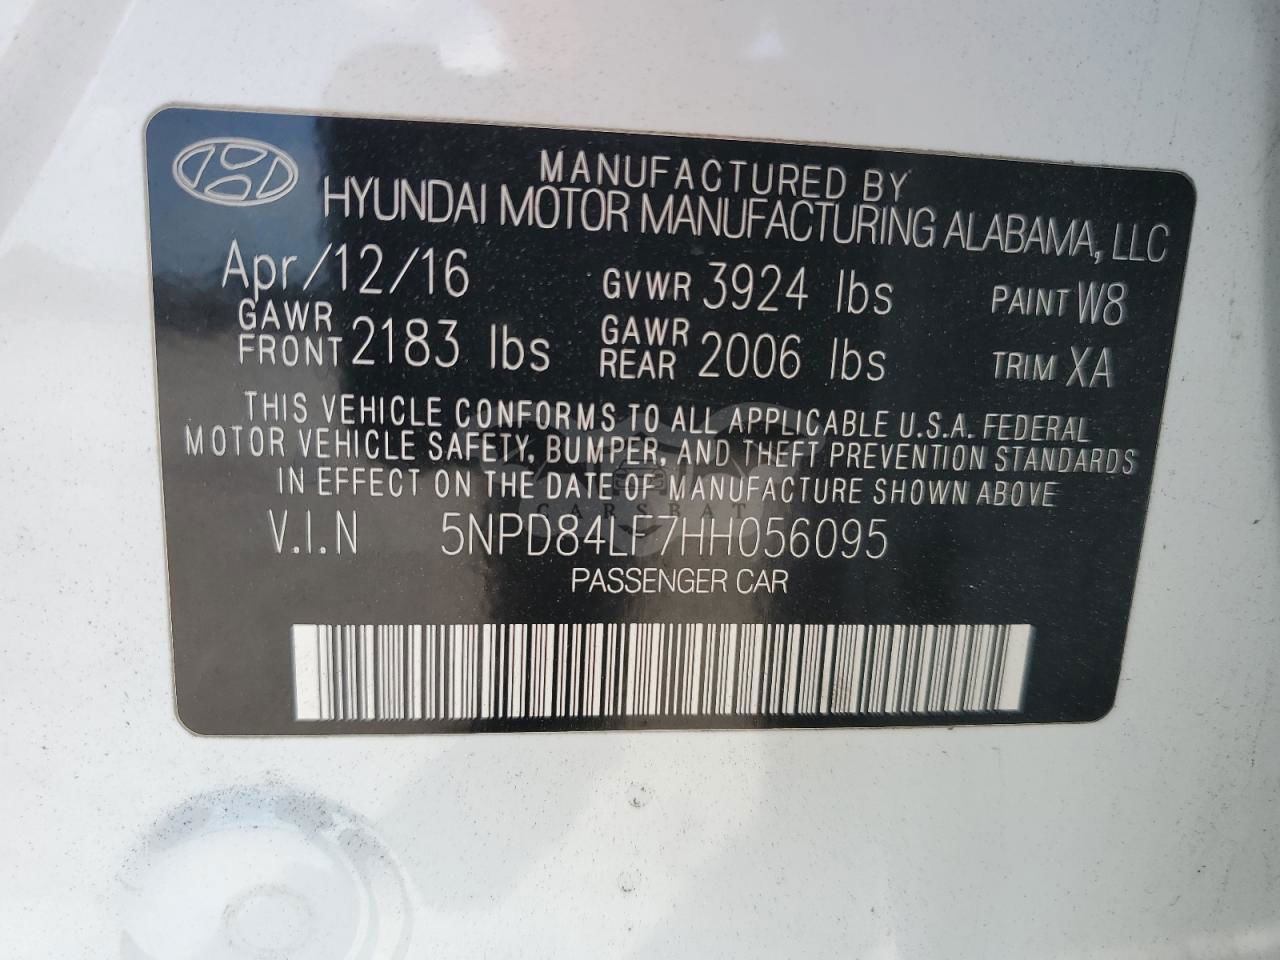 MANUFACTURED BY
HYUNDAI MOTOR MANUFACTURING ALABAMA, LLC
Apr/12/16 GVWR 3924 lbs PAINT W8
GAWR FRONT 2183 lbs GAWR REAR 2006 lbs TRIM XA
THIS VEHICLE CONFORMS TO ALL APPLICABLE U.S.A. FEDERAL
MOTOR VEHICLE SAFETY, BUMPER, AND THEFT PREVENTION STANDARDS
IN EFFECT ON THE DATE OF MANUFACTURE SHOWN ABOVE
CARSBAT
V.I.N 5NPD84LF7HH056095
PASSENGER CAR